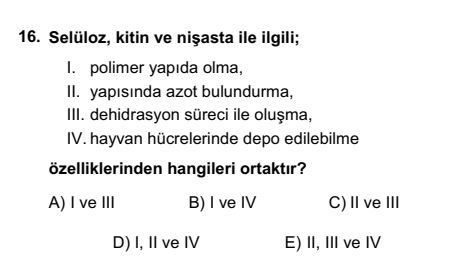 16. Selüloz, kitin ve nişasta ile ilgili;
I. polimer yapıda olma,
II. yapısında azot bulundurma,
III. dehidrasyon süreci ile oluşma,
IV. hayvan hücrelerinde depo edilebilme
özelliklerinden hangileri ortaktır?
A) I ve III B) I ve IV C) II ve III
D) I, II ve IV E) II, III ve IV